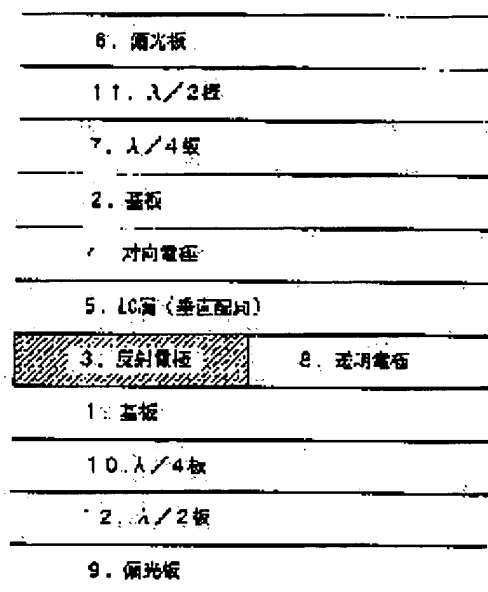 6. 偏光板
11. λ/2板
7. λ/4板
2. 基板
対向電極
5. LC層(垂直配向)
3. 反射電極 8. 透明電極
1. 基板
10. λ/4板
2. λ/2板
9. 偏光板